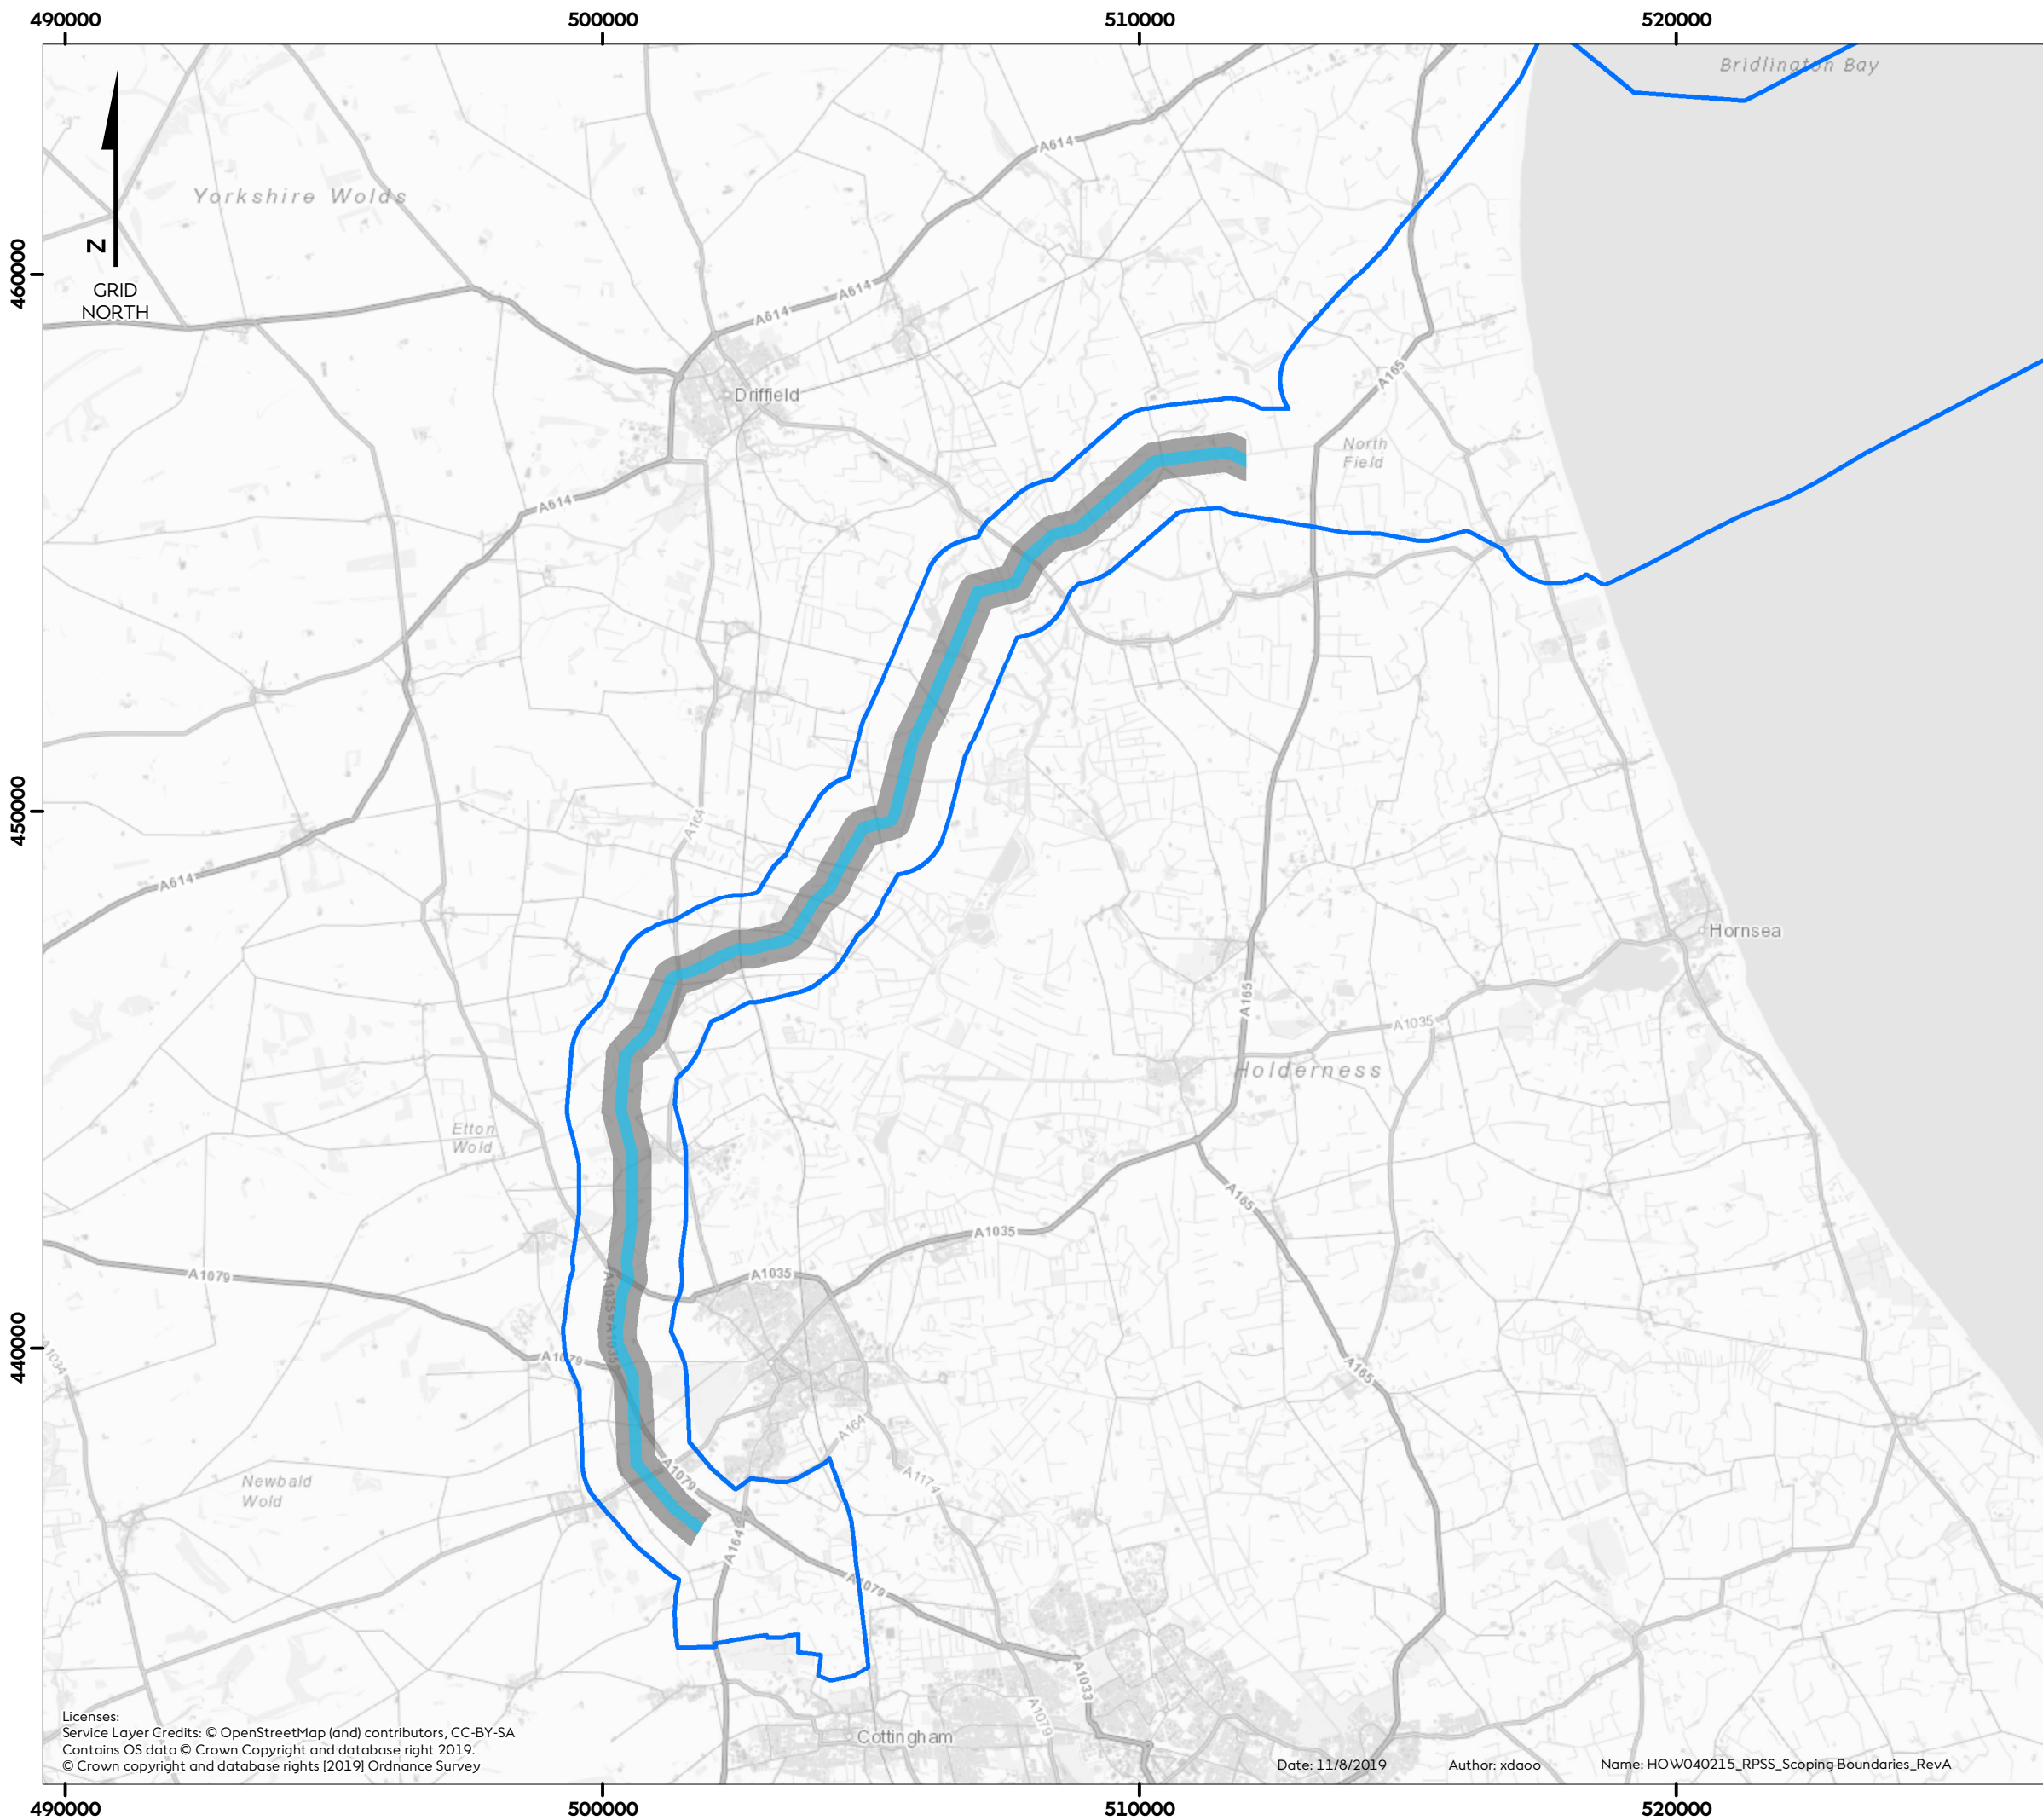 490000
500000
510000
520000
Bridlington Bay
A614
Yorkshire Wolds
N
460000
GRID
NORTH
A614
A614
A165
Driffield
North
Field
A614
450000
A164
A614
Hornsea
A165
A1035
Holderness
Etton
Wold
A165
A1035
A1079
A1035
A1035
A1035
440000
A1034
A1079
A165
A164
A1079
A1174
Newbald
Wold
A164
A1079
A1033
A1079
Licenses:
Service Layer Credits: © OpenStreetMap (and) contributors, CC-BY-SA
Contains OS data © Crown Copyright and database right 2019.
© Crown copyright and database rights [2019] Ordnance Survey
Cottingham
Date: 11/8/2019
Author: xdaoo
Name: HOW040215_RPSS_Scoping Boundaries_RevA
490000
500000
510000
520000